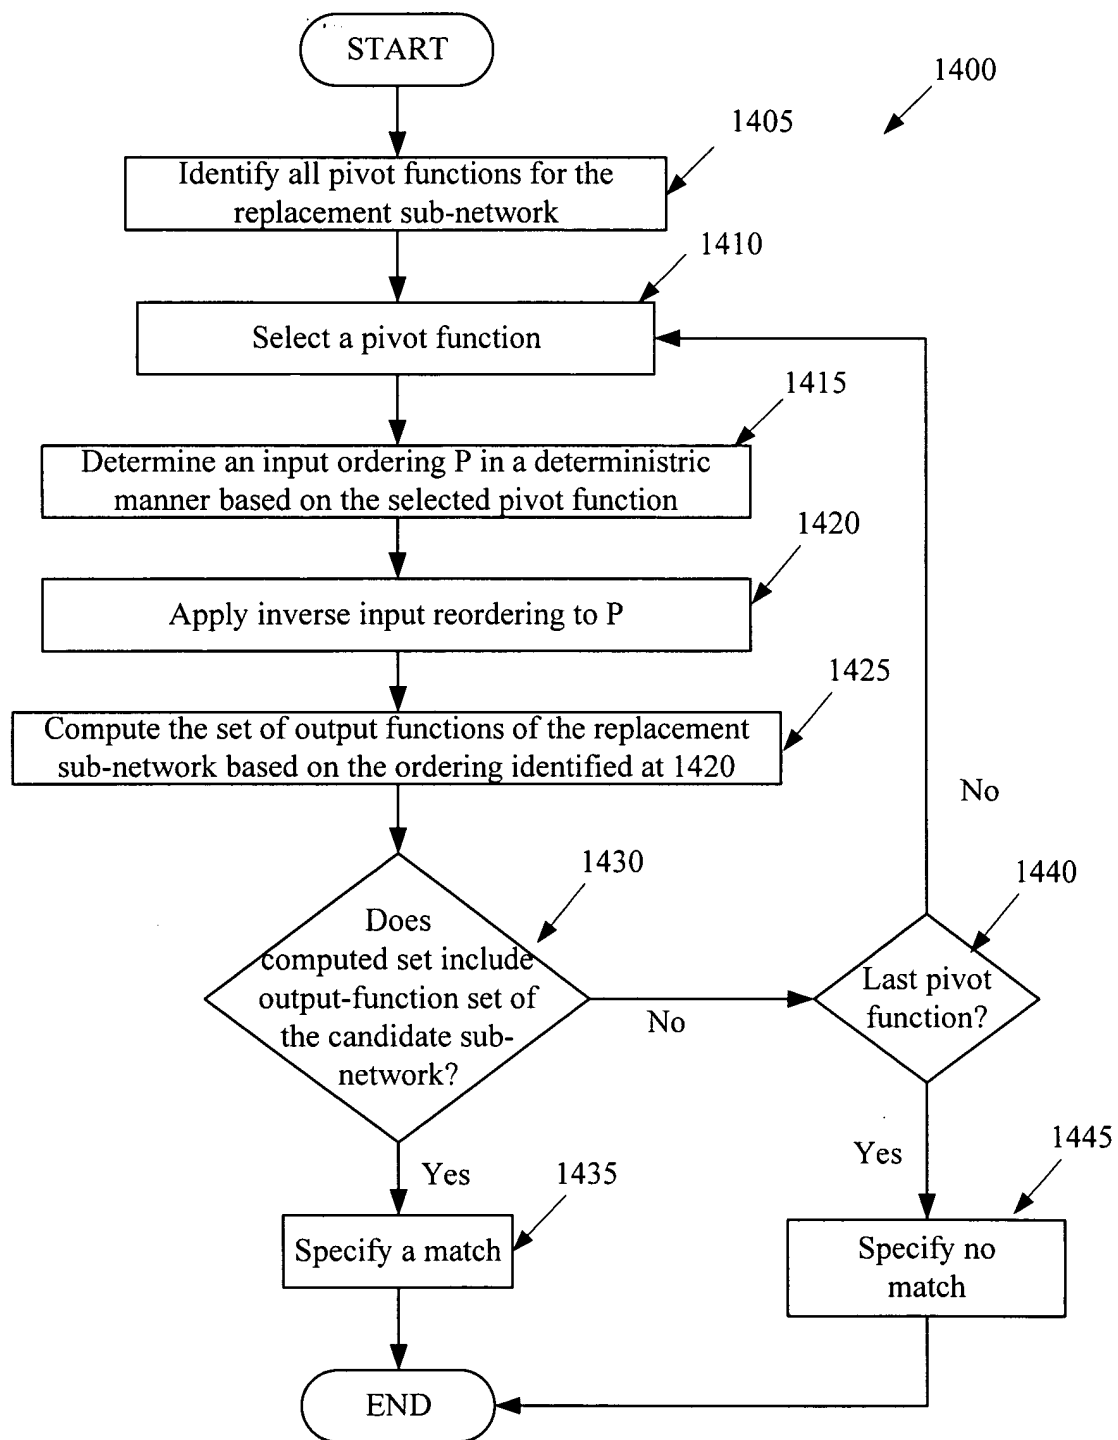 START
1400
1405
Identify all pivot functions for the
replacement sub-network
1410
Select a pivot function
1415
Determine an input ordering P in a deterministric
manner based on the selected pivot function
1420
Apply inverse input reordering to P
1425
Compute the set of output functions of the replacement
sub-network based on the ordering identified at 1420
No
1430
Does
computed set include
output-function set of
the candidate sub-
network?
No
1440
Last pivot
function?
Yes
1435
Specify a match
Yes
1445
Specify no
match
END